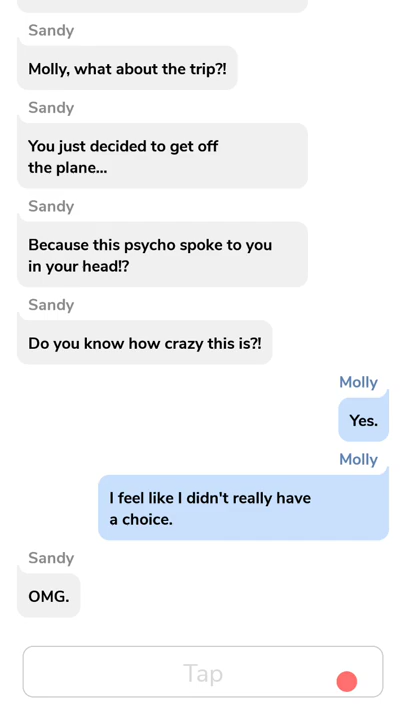 Sandy
Molly, what about the trip?!
Sandy
You just decided to get off
the plane...
Sandy
Because this psycho spoke to you
in your head!?
Sandy
Do you know how crazy this is?!
Molly
Yes.
Molly
I feel like I didn't really have
a choice.
Sandy
OMG.
Tap